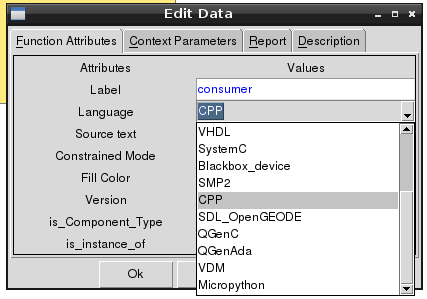 Edit Data
Function Attributes Context Parameters Report Description
Attributes Values
Label consumer
Language CPP
Source text
Constrained Mode
Fill Color
Version
is_Component_Type
is_instance_of
VHDL
SystemC
Blackbox_device
SMP2
CPP
SDL_OpenGEODE
QGenC
QGenAda
VDM
Micropython
Ok